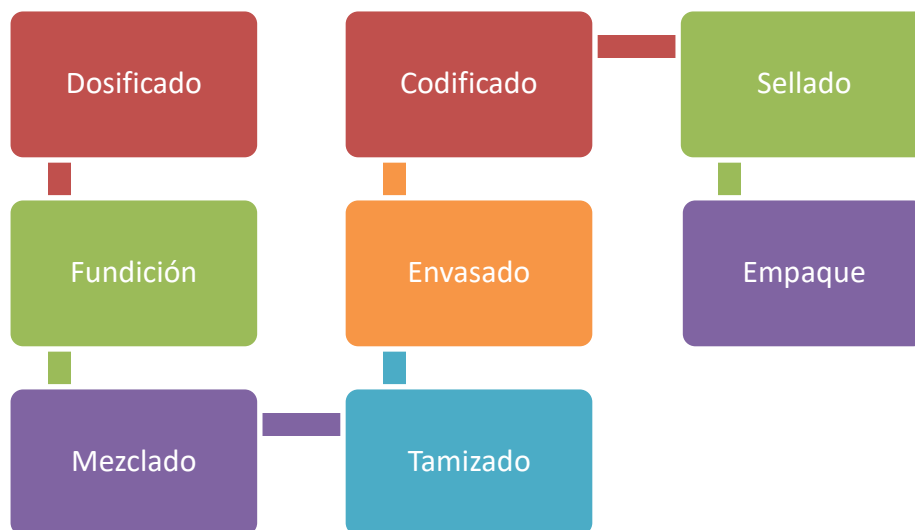 Dosificado
Fundición
Mezclado
Tamizado
Envasado
Codificado
Sellado
Empaque